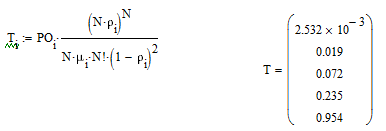 T_i := PO_i · (N·ρ_i)^N / (N·μ_i·N!·(1 − ρ_i)^2)
T =
2.532 × 10^-3
0.019
0.072
0.235
0.954